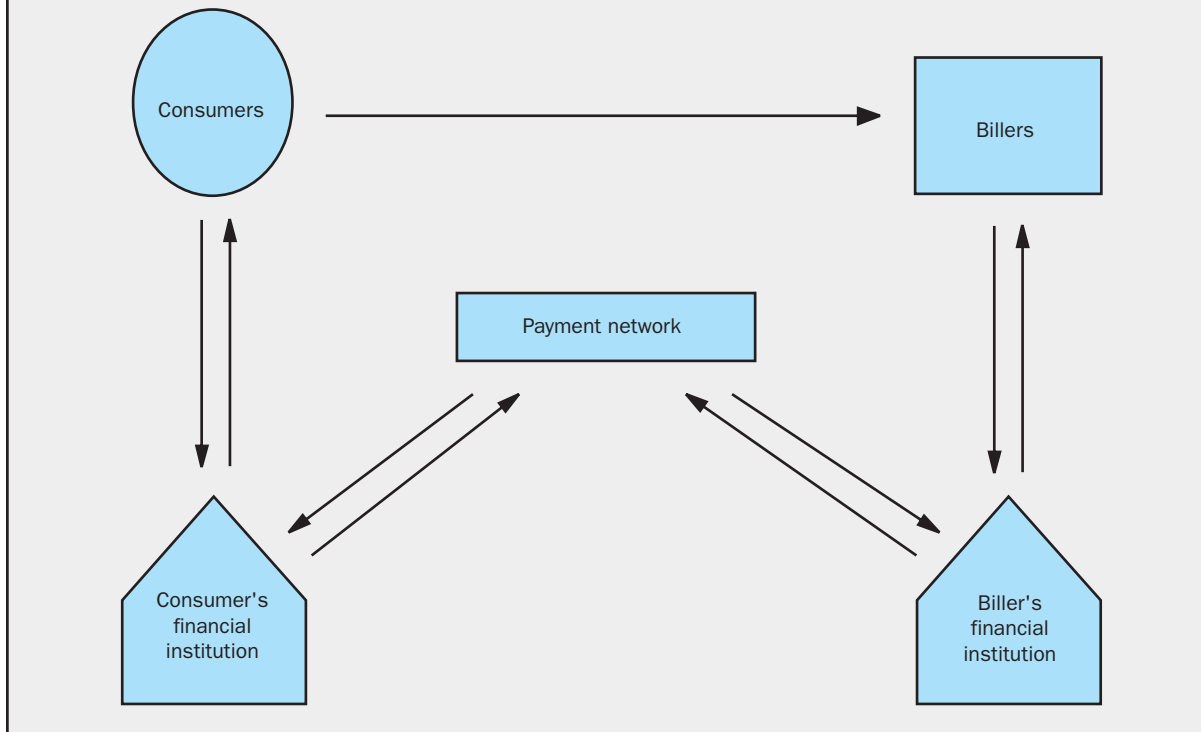 Consumers
Billers
Payment network
Consumer's
financial
institution
Biller's
financial
institution